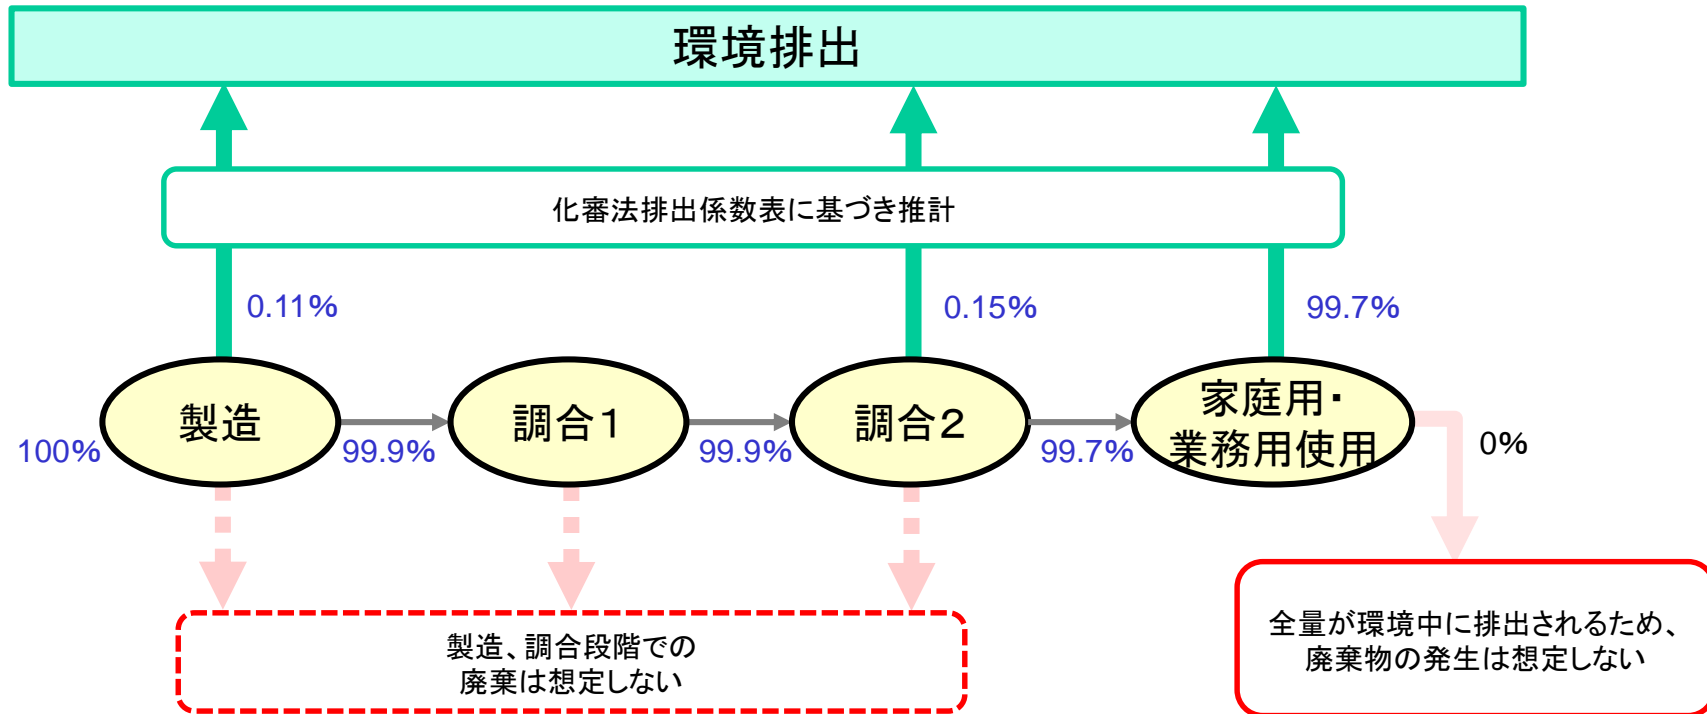 環境排出
化審法排出係数表に基づき推計
0.11%
0.15%
99.7%
製造
調合１
調合２
家庭用・
業務用使用
100%
99.9%
99.9%
99.7%
0%
製造、調合段階での
廃棄は想定しない
全量が環境中に排出されるため、
廃棄物の発生は想定しない